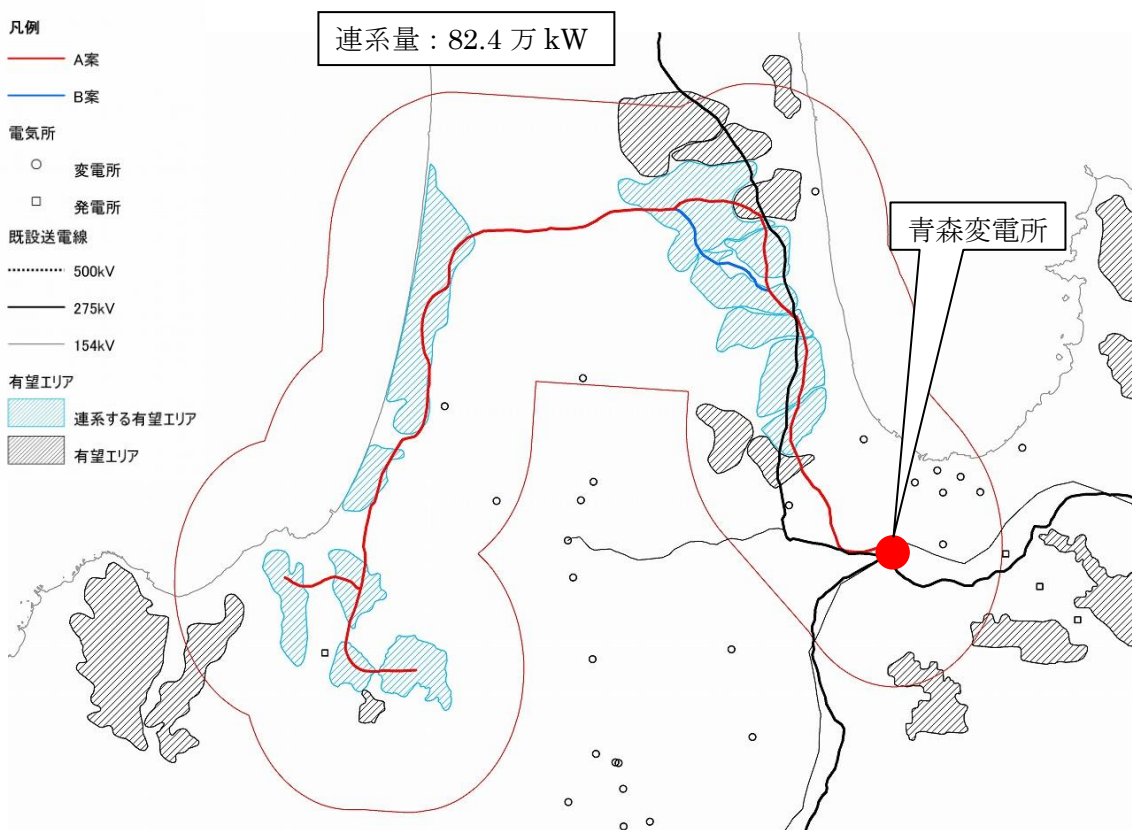 凡例
A案
B案
電気所
変電所
発電所
既設送電線
500kV
275kV
154kV
有望エリア
連系する有望エリア
有望エリア
連系量：82.4 万 kW
青森変電所